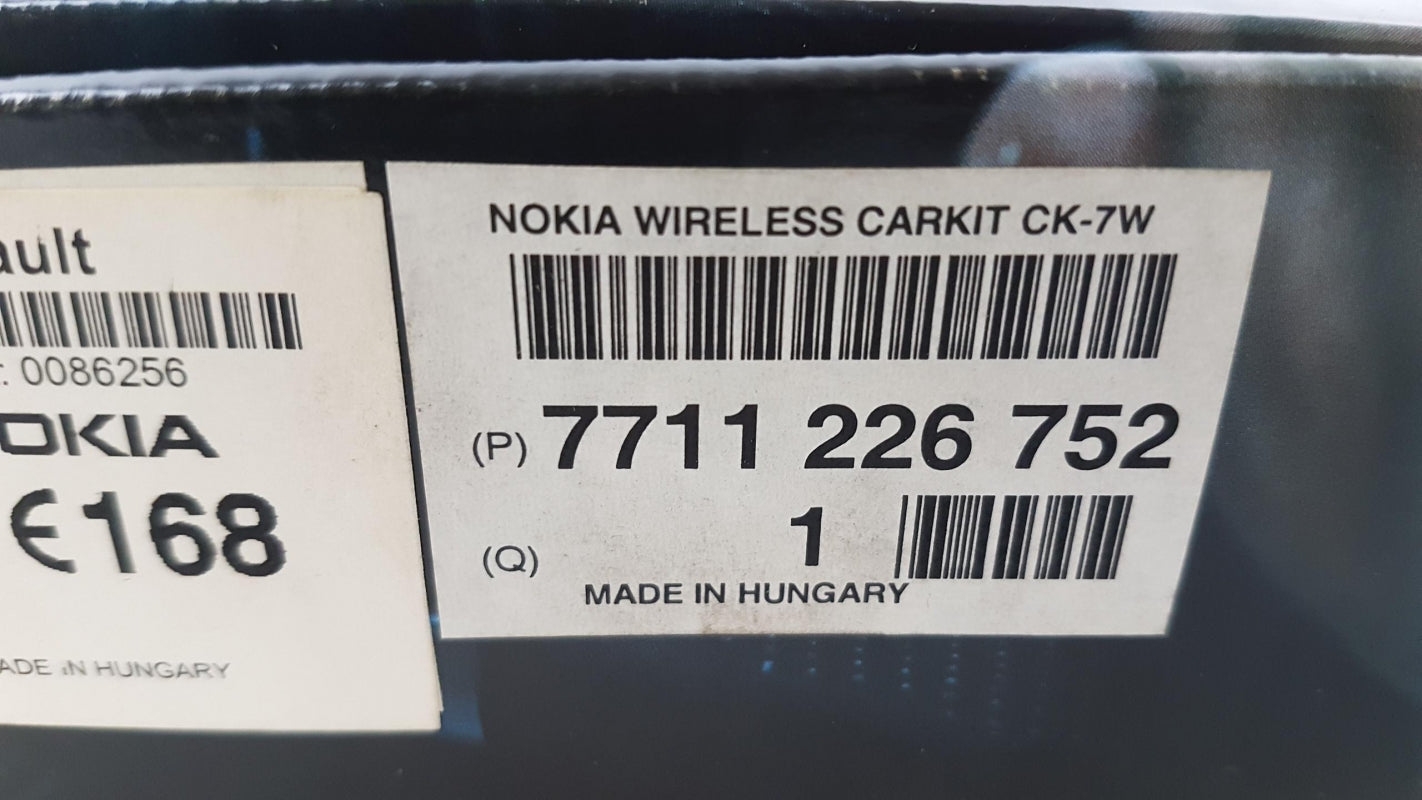 ault
0086256
OKIA
€168
ADE IN HUNGARY
NOKIA WIRELESS CARKIT CK-7W
(P) 7711 226 752
(Q) 1
MADE IN HUNGARY